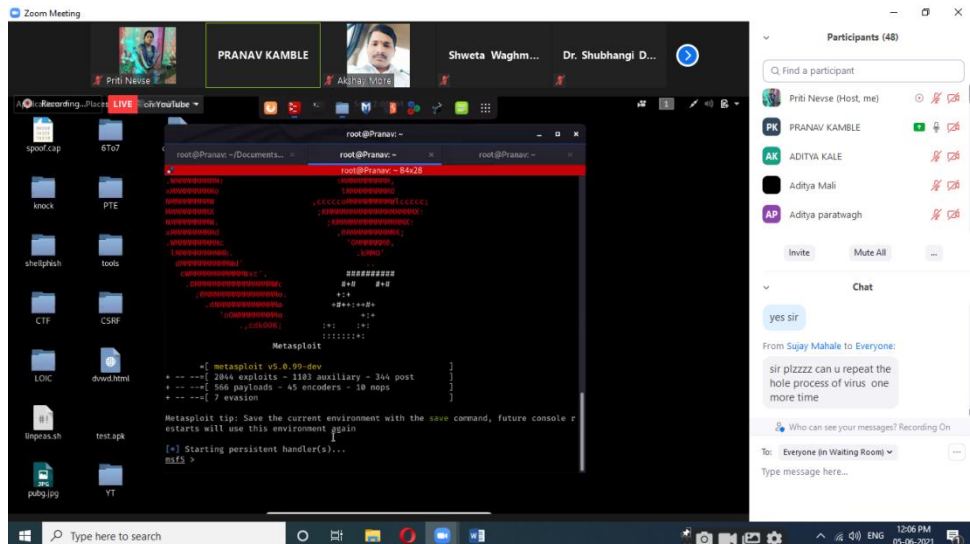 Zoom Meeting
Priti Nevse
PRANAV KAMBLE
Akshay More
Shweta Waghm...
Dr. Shubhangi D...
Recording...
LIVE
on YouTube
1
spoof.cap
6To7
knock
PTE
shellphish
tools
CTF
CSRF
LOIC
dvwd.html
linpeas.sh
test.apk
pubg.jpg
YT
root@Pranav: ~
root@Pranav: ~/Documents...
root@Pranav: ~
root@Pranav: ~
root@Pranav: ~ 84x28
Metasploit
=[ metasploit v5.0.99-dev ]
+ -- --=[ 2044 exploits - 1103 auxiliary - 344 post ]
+ -- --=[ 566 payloads - 45 encoders - 10 nops ]
+ -- --=[ 7 evasion ]
Metasploit tip: Save the current environment with the save command, future console r
estarts will use this environment again
[*] Starting persistent handler(s)...
msf5 >
Participants (48)
Find a participant
Priti Nevse (Host, me)
PK PRANAV KAMBLE
AK ADITYA KALE
Aditya Mali
AP Aditya paratwagh
Invite
Mute All
...
Chat
yes sir
From Sujay Mahale to Everyone:
sir plzzzz can u repeat the
hole process of virus one
more time
Who can see your messages? Recording On
To: Everyone (in Waiting Room)
Type message here...
Type here to search
ENG
12:06 PM
05-06-2021